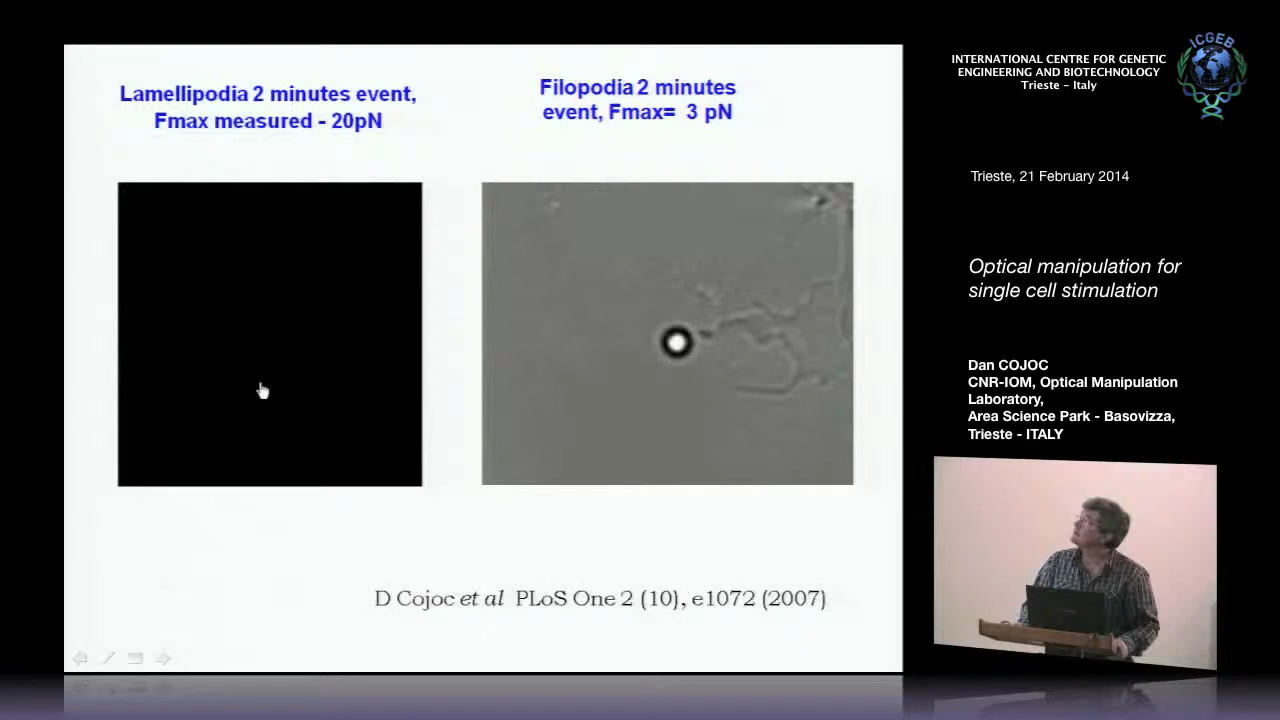 Lamellipodia 2 minutes event,
Fmax measured - 20pN
Filopodia 2 minutes
event, Fmax=  3 pN
D Cojoc et al  PLoS One 2 (10), e1072 (2007)
INTERNATIONAL CENTRE FOR GENETIC
ENGINEERING AND BIOTECHNOLOGY
Trieste - Italy
ICGEB
Trieste, 21 February 2014
Optical manipulation for
single cell stimulation
Dan COJOC
CNR-IOM, Optical Manipulation
Laboratory,
Area Science Park - Basovizza,
Trieste - ITALY